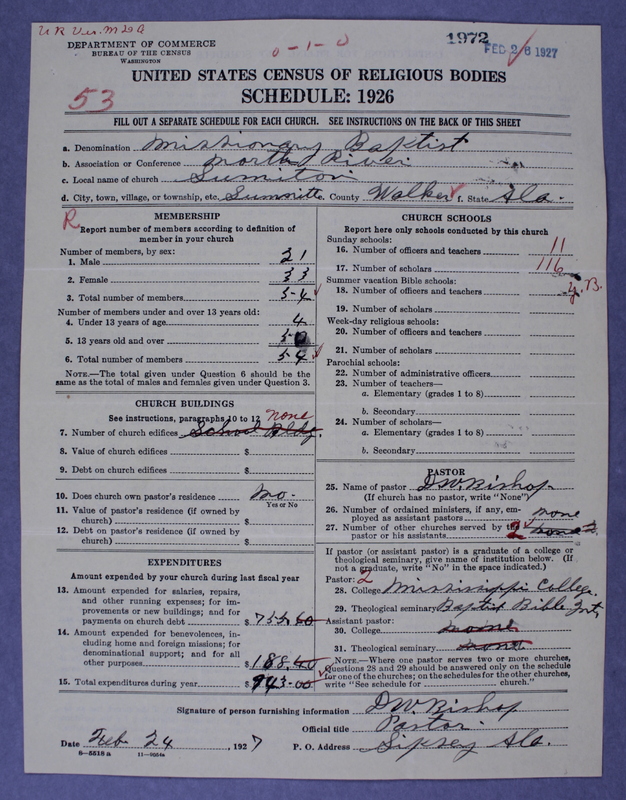 U R Ver. M 29 A
DEPARTMENT OF COMMERCE
BUREAU OF THE CENSUS
WASHINGTON
0-1-0
1972
FEB 26 1927
53
UNITED STATES CENSUS OF RELIGIOUS BODIES
SCHEDULE: 1926
FILL OUT A SEPARATE SCHEDULE FOR EACH CHURCH. SEE INSTRUCTIONS ON THE BACK OF THIS SHEET
a. Denomination Missionary Baptist
b. Association or Conference North River
c. Local name of church Sumiton
d. City, town, village, or township, etc. County Walker f. State Ala.
R
MEMBERSHIP
Report number of members according to definition of
member in your church
Number of members, by sex:
1. Male 21
2. Female 33
3. Total number of members 54
Number of members under and over 13 years old:
4. Under 13 years of age 4
5. 13 years old and over 50
6. Total number of members 54
NOTE.—The total given under Question 6 should be the
same as the total of males and females given under Question 3.
CHURCH BUILDINGS
See instructions, paragraphs 10 to 12 none
7. Number of church edifices School Bldg.
8. Value of church edifices $
9. Debt on church edifices $
10. Does church own pastor's residence No.
Yes or No
11. Value of pastor's residence (if owned by
church) $
12. Debt on pastor's residence (if owned by
church) $
EXPENDITURES
Amount expended by your church during last fiscal year
13. Amount expended for salaries, repairs,
and other running expenses; for im-
provements or new buildings; and for
payments on church debt $
14. Amount expended for benevolences, in-
cluding home and foreign missions; for
denominational support; and for all
other purposes $ 188.40
15. Total expenditures during year $ 943.00
CHURCH SCHOOLS
Report here only schools conducted by this church
Sunday schools:
16. Number of officers and teachers 11
17. Number of scholars 116
Summer vacation Bible schools:
18. Number of officers and teachers y.B.
19. Number of scholars
Week-day religious schools:
20. Number of officers and teachers
21. Number of scholars
Parochial schools:
22. Number of administrative officers
23. Number of teachers—
a. Elementary (grades 1 to 8)
b. Secondary
24. Number of scholars—
a. Elementary (grades 1 to 8)
b. Secondary
PASTOR
25. Name of pastor D.W. Bishop
(If church has no pastor, write "None")
26. Number of ordained ministers, if any, em-
ployed as assistant pastors none
27. Number of other churches served by the
pastor or his assistants 2
If pastor (or assistant pastor) is a graduate of a college or
theological seminary, give name of institution below. (If
not a graduate, write "No" in the space indicated.)
Pastor: 2
28. College Mississippi College.
29. Theological seminary Baptist Bible Inst.
Assistant pastor:
30. College none
31. Theological seminary none
NOTE.—Where one pastor serves two or more churches,
Questions 28 and 29 should be answered only on the schedule
for one of the churches; on the schedules for the other churches,
write "See schedule for church."
Signature of person furnishing information D.W. Bishop
Official title Pastor.
Date Feb 24, 1927 P. O. Address Sipsey Ala.
8—5518 a 11—9054a